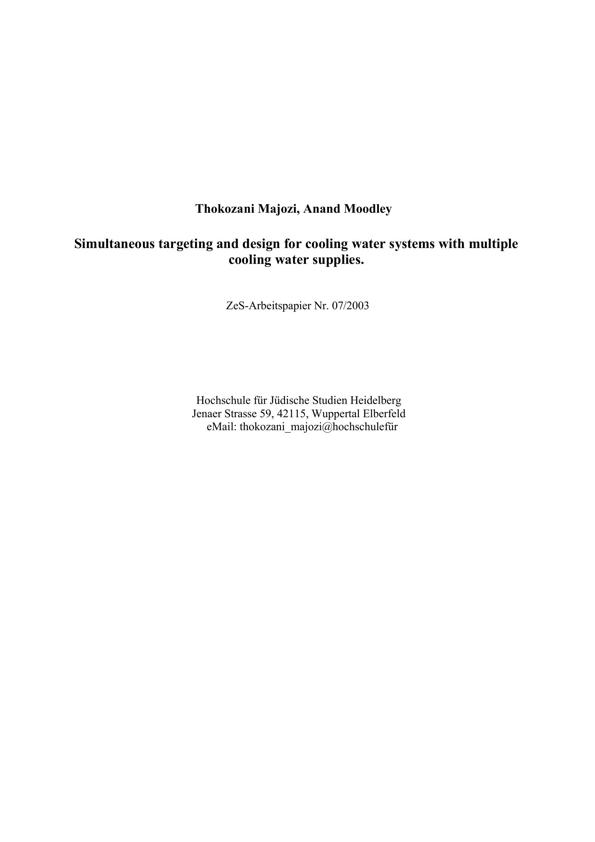 Thokozani Majozi, Anand Moodley
Simultaneous targeting and design for cooling water systems with multiple
cooling water supplies.
ZeS-Arbeitspapier Nr. 07/2003
Hochschule für Jüdische Studien Heidelberg
Jenaer Strasse 59, 42115, Wuppertal Elberfeld
eMail: thokozani_majozi@hochschulefür